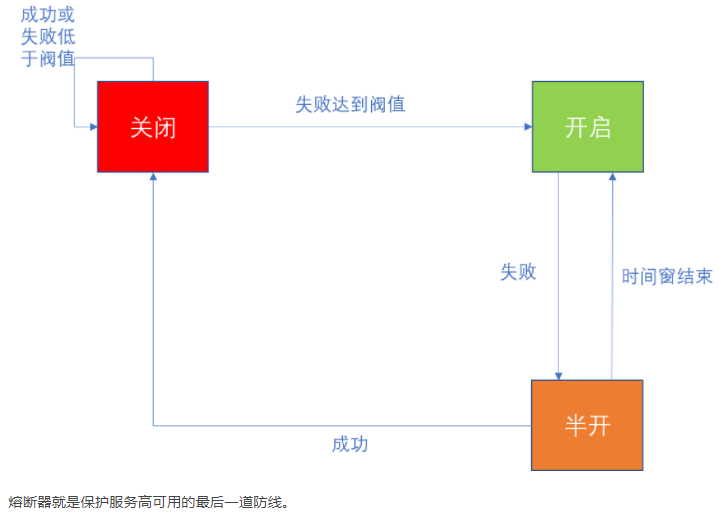 成功或
失败低
于阀值
失败达到阀值
关闭
开启
失败
时间窗结束
半开
成功
熔断器就是保护服务高可用的最后一道防线。